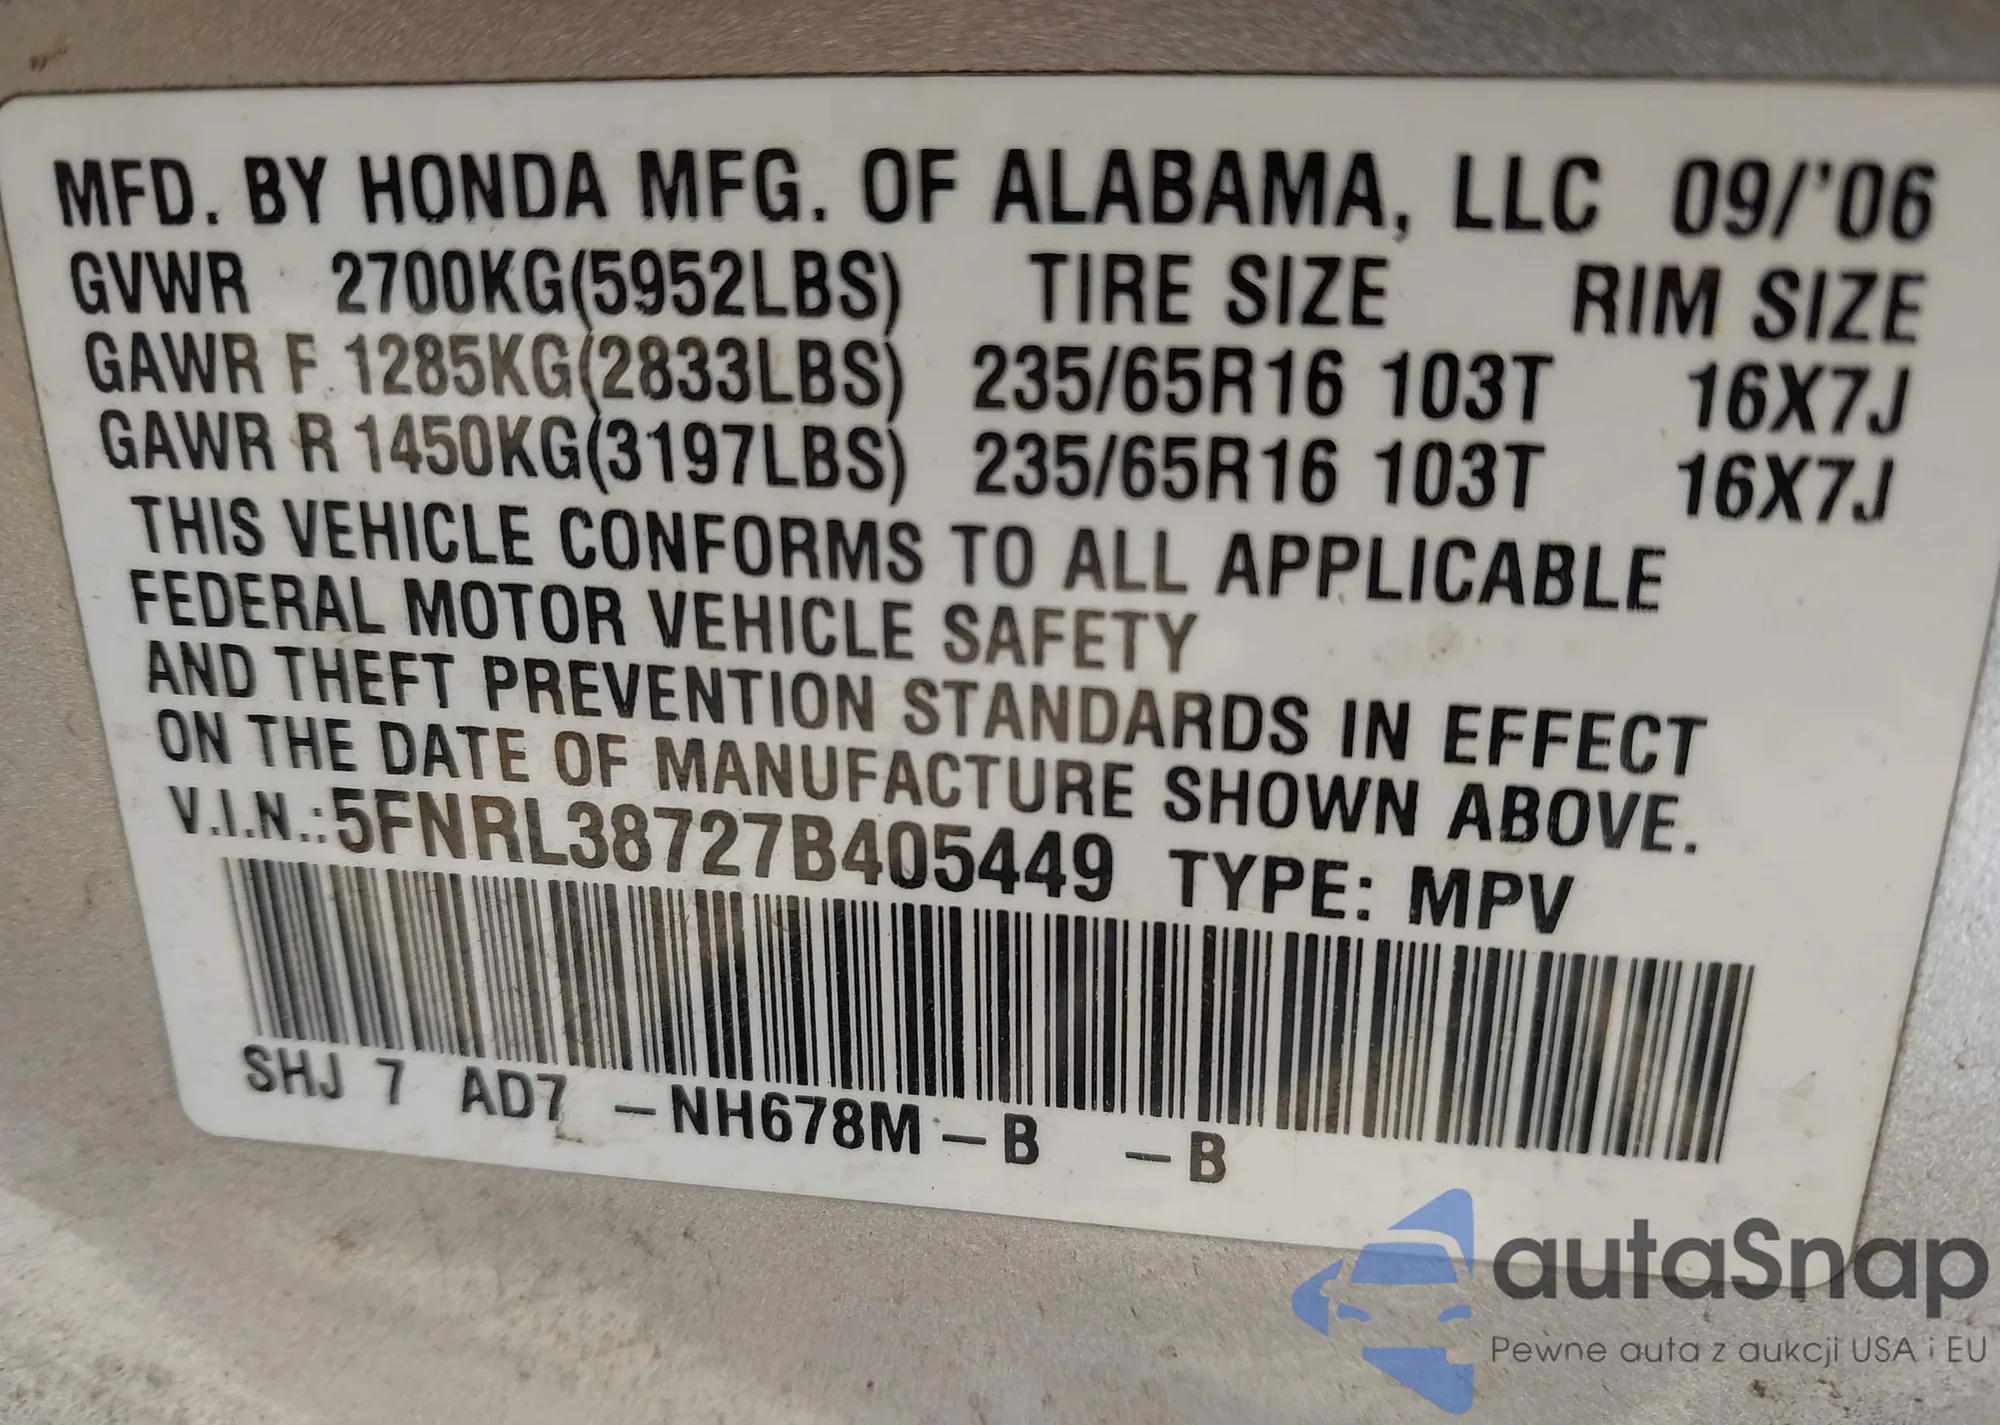 MFD. BY HONDA MFG. OF ALABAMA, LLC 09/'06
GVWR 2700KG(5952LBS) TIRE SIZE RIM SIZE
GAWR F 1285KG(2833LBS) 235/65R16 103T 16X7J
GAWR R 1450KG(3197LBS) 235/65R16 103T 16X7J
THIS VEHICLE CONFORMS TO ALL APPLICABLE
FEDERAL MOTOR VEHICLE SAFETY
AND THEFT PREVENTION STANDARDS IN EFFECT
ON THE DATE OF MANUFACTURE SHOWN ABOVE.
V.I.N.:5FNRL38727B405449 TYPE: MPV
SHJ 7 AD7 –NH678M–B –B
autaSnap
Pewne auta z aukcji USA i EU